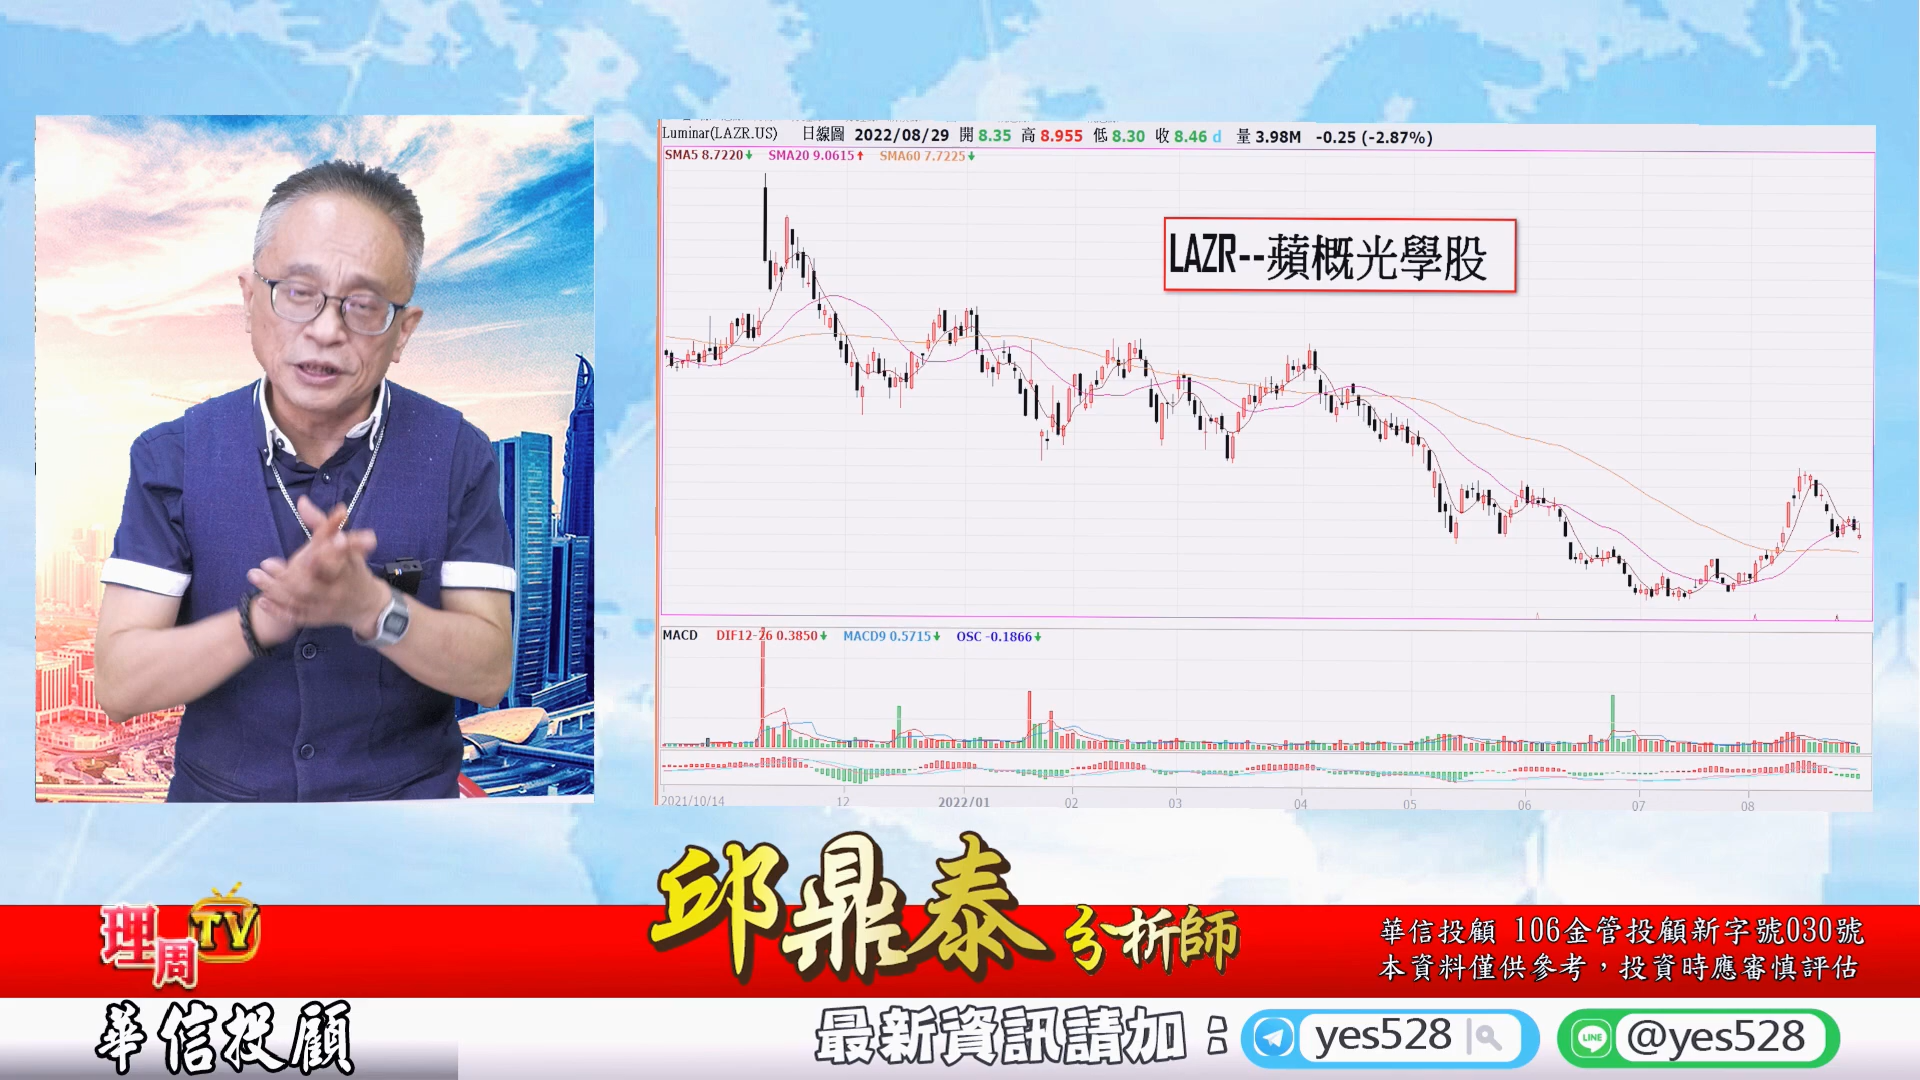 Luminar(LAZR.US) 日線圖 2022/08/29 開 8.35 高 8.955 低 8.30 收 8.46 d 量 3.98M -0.25 (-2.87%)
SMA5 8.7220↓ SMA20 9.0615↑ SMA60 7.7225↓
LAZR--蘋概光學股
MACD DIF12-26 0.3850↓ MACD9 0.5715↓ OSC -0.1866↓
2021/10/14 12 2022/01 02 03 04 05 06 07 08
理周TV
邱鼎泰 分析師
華信投顧 106金管投顧新字號030號
本資料僅供參考,投資時應審慎評估
華信投顧
最新資訊請加: yes528 LINE @yes528